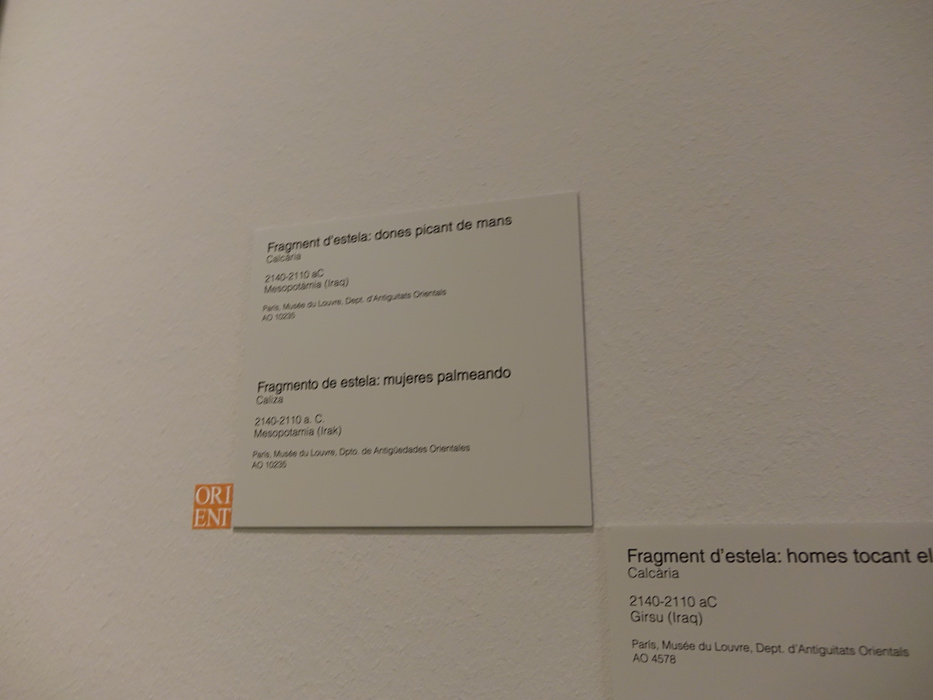 Fragment d'estela: dones picant de mans
Calcària
2140-2110 aC
Mesopotàmia (Iraq)
Paris, Musée du Louvre, Dept. d'Antiguitats Orientals
AO 10235
Fragmento de estela: mujeres palmeando
Caliza
2140-2110 a. C.
Mesopotamia (Irak)
Paris, Musée du Louvre, Dpto. de Antigüedades Orientales
AO 10235
ORI
ENT
Fragment d'estela: homes tocant el
Calcària
2140-2110 aC
Girsu (Iraq)
Paris, Musée du Louvre, Dept. d'Antiguitats Orientals
AO 4578